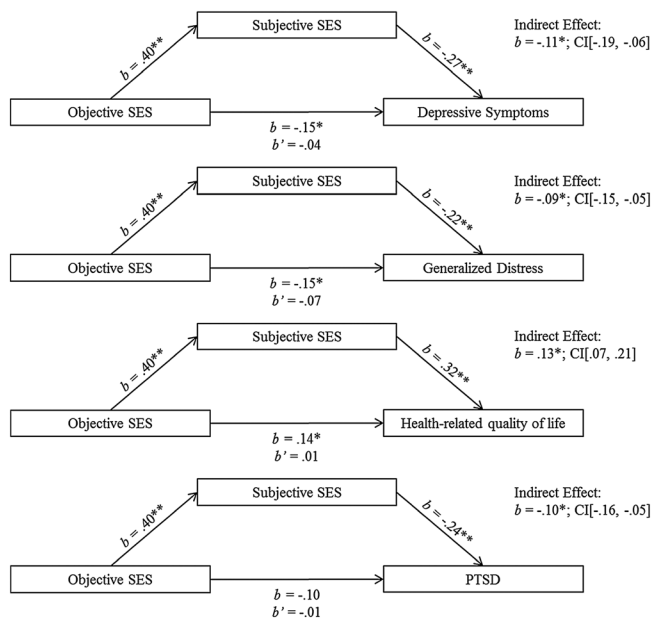 Subjective SES
Indirect Effect:
b = -.11*; CI[-.19, -.06]
b = .40**
b = -.27**
Objective SES
Depressive Symptoms
b = -.15*
b' = -.04
Subjective SES
Indirect Effect:
b = -.09*; CI[-.15, -.05]
b = .40**
b = -.22**
Objective SES
Generalized Distress
b = -.15*
b' = -.07
Subjective SES
Indirect Effect:
b = .13*; CI[.07, .21]
b = .40**
b = .32**
Objective SES
Health-related quality of life
b = .14*
b' = .01
Subjective SES
Indirect Effect:
b = -.10*; CI[-.16, -.05]
b = .40**
b = -.24**
Objective SES
PTSD
b = -.10
b' = -.01